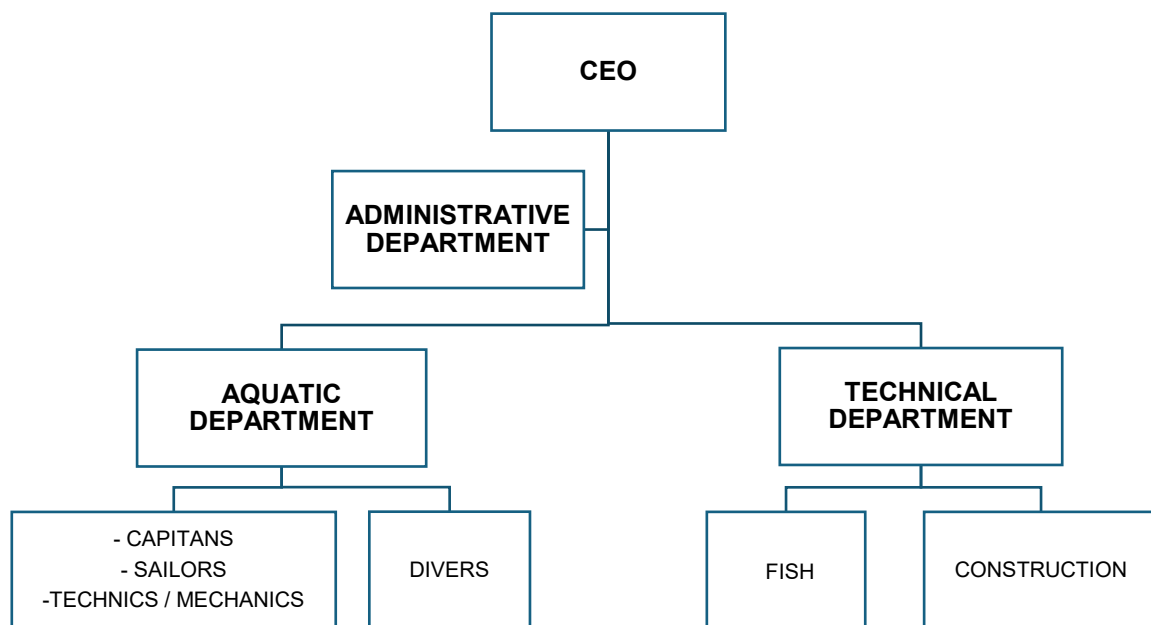 CEO
ADMINISTRATIVE
DEPARTMENT
AQUATIC
DEPARTMENT
TECHNICAL
DEPARTMENT
- CAPITANS
- SAILORS
-TECHNICS / MECHANICS
DIVERS
FISH
CONSTRUCTION